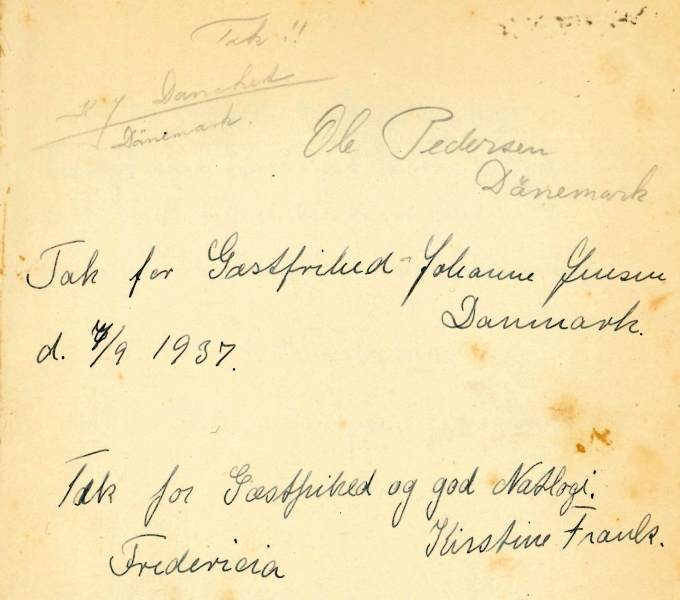 Tak !!
Dänemark.
Ole Pedersen
Dänemark
Tak for Gæstfrihed Johanne Jensen
Danmark.
d. 7/9 1937.
Tak for Gæstfrihed og god Natlogi.
Kirstine Frank.
Fredericia